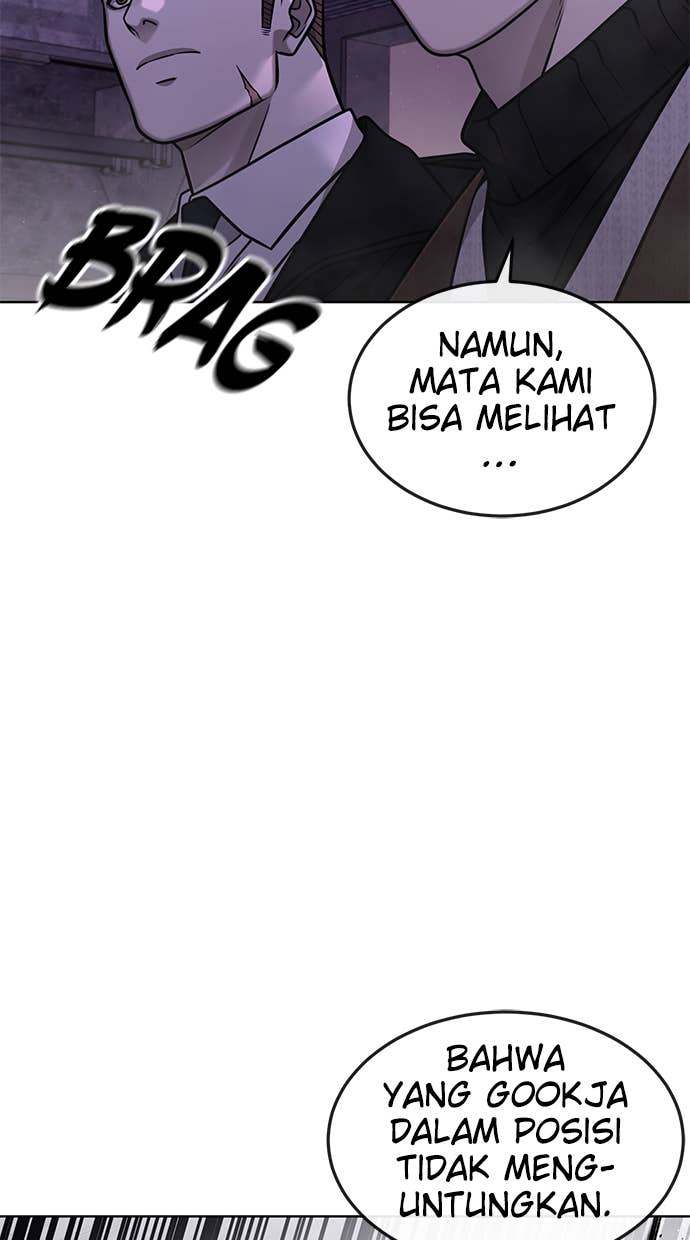 BRAG
NAMUN,
MATA KAMI
BISA MELIHAT
...
BAHWA
YANG GOOKJA
DALAM POSISI
TIDAK MENG-
UNTUNGKAN.